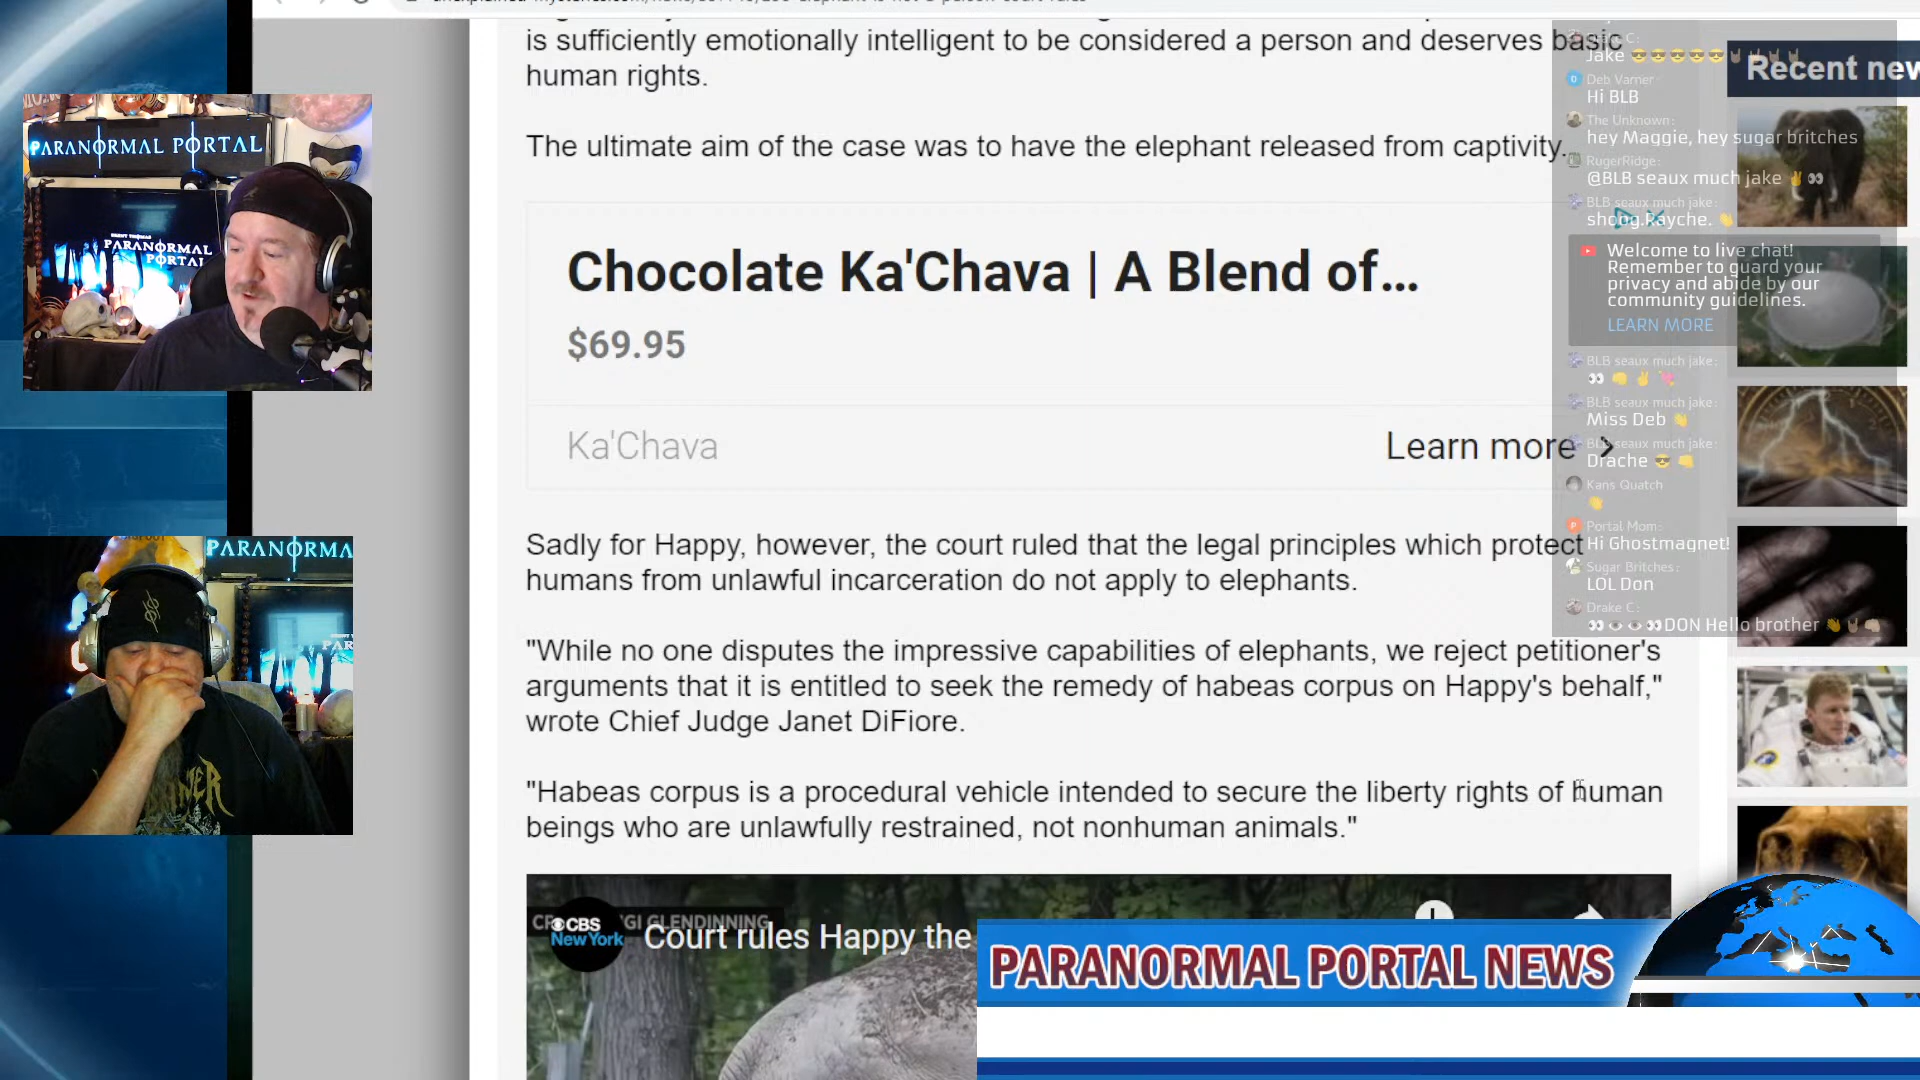 is sufficiently emotionally intelligent to be considered a person and deserves basic
human rights.
The ultimate aim of the case was to have the elephant released from captivity.
Chocolate Ka'Chava | A Blend of...
$69.95
Ka'Chava
Learn more
Sadly for Happy, however, the court ruled that the legal principles which protect
humans from unlawful incarceration do not apply to elephants.
"While no one disputes the impressive capabilities of elephants, we reject petitioner's
arguments that it is entitled to seek the remedy of habeas corpus on Happy's behalf,"
wrote Chief Judge Janet DiFiore.
"Habeas corpus is a procedural vehicle intended to secure the liberty rights of human
beings who are unlawfully restrained, not nonhuman animals."
CBS
New York
GI GLENDINNING
Court rules Happy the
PARANORMAL PORTAL NEWS
PARANORMAL PORTAL
PARANORMAL
PORTAL
PARANORMA
Jake 😎😎😎😎😎🤘🤘🤘🤘🤘
Deb Varner:
Hi BLB
The Unknown:
hey Maggie, hey sugar britches
RugerRidge:
@BLB seaux much jake ✌👀
BLB seaux much jake:
shong.Rayche. 👏
Welcome to live chat!
Remember to guard your
privacy and abide by our
community guidelines.
LEARN MORE
BLB seaux much jake:
BLB seaux much jake:
Miss Deb 👏
BLB seaux much jake:
Drache 😎👊
Kans Quatch
Portal Mom:
Hi Ghostmagnet!
Sugar Britches:
LOL Don
Drake C:
DON Hello brother
Recent new